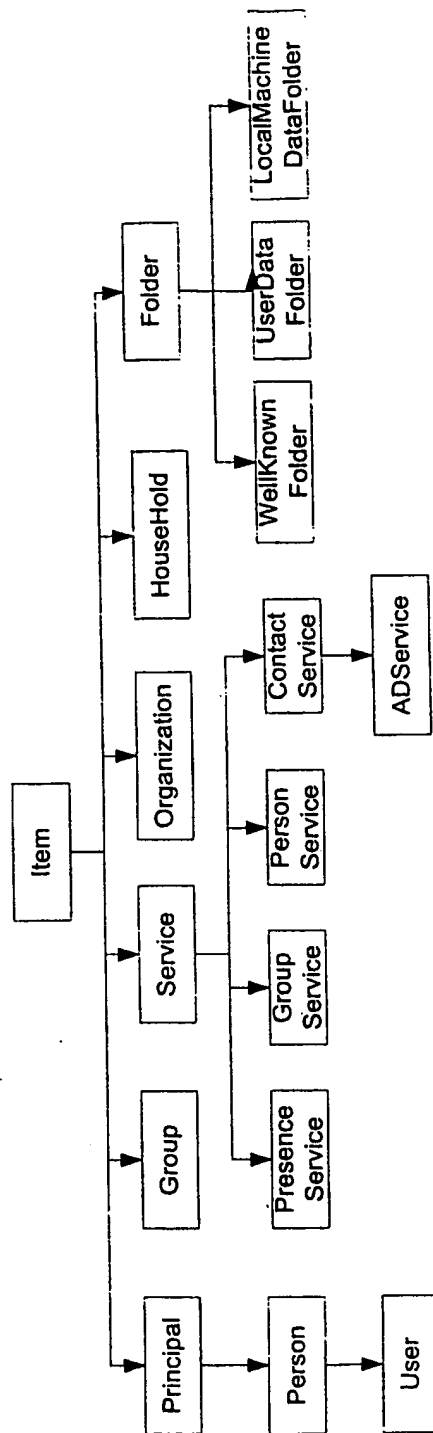 Item
Principal
Group
Service
Organization
HouseHold
Folder
Person
Presence
Service
Group
Service
Person
Service
Contact
Service
WellKnown
Folder
UserData
Folder
LocalMachine
DataFolder
User
ADService